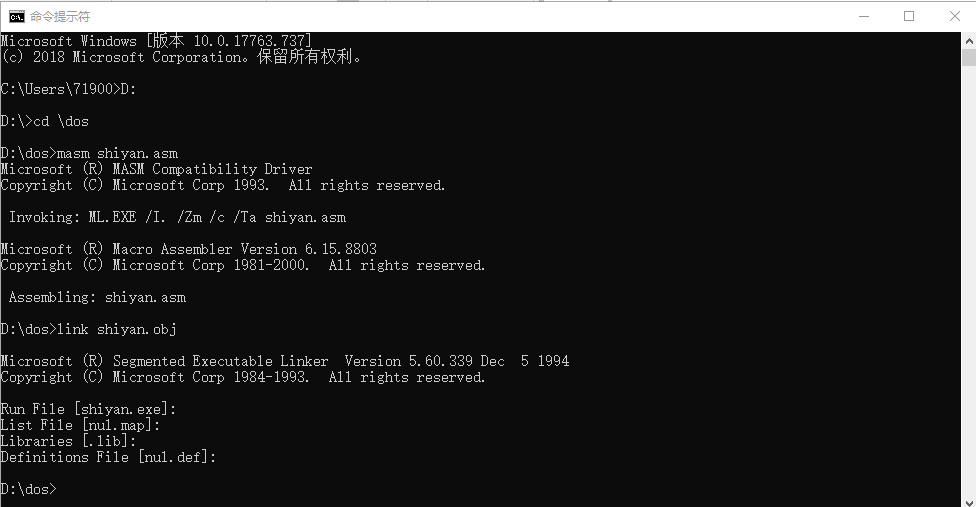 命令提示符
Microsoft Windows [版本 10.0.17763.737]
(c) 2018 Microsoft Corporation。保留所有权利。
C:\Users\71900>D:
D:\>cd \dos
D:\dos>masm shiyan.asm
Microsoft (R) MASM Compatibility Driver
Copyright (C) Microsoft Corp 1993.  All rights reserved.
Invoking: ML.EXE /I. /Zm /c /Ta shiyan.asm
Microsoft (R) Macro Assembler Version 6.15.8803
Copyright (C) Microsoft Corp 1981-2000.  All rights reserved.
Assembling: shiyan.asm
D:\dos>link shiyan.obj
Microsoft (R) Segmented Executable Linker  Version 5.60.339 Dec  5 1994
Copyright (C) Microsoft Corp 1984-1993.  All rights reserved.
Run File [shiyan.exe]:
List File [nul.map]:
Libraries [.lib]:
Definitions File [nul.def]:
D:\dos>